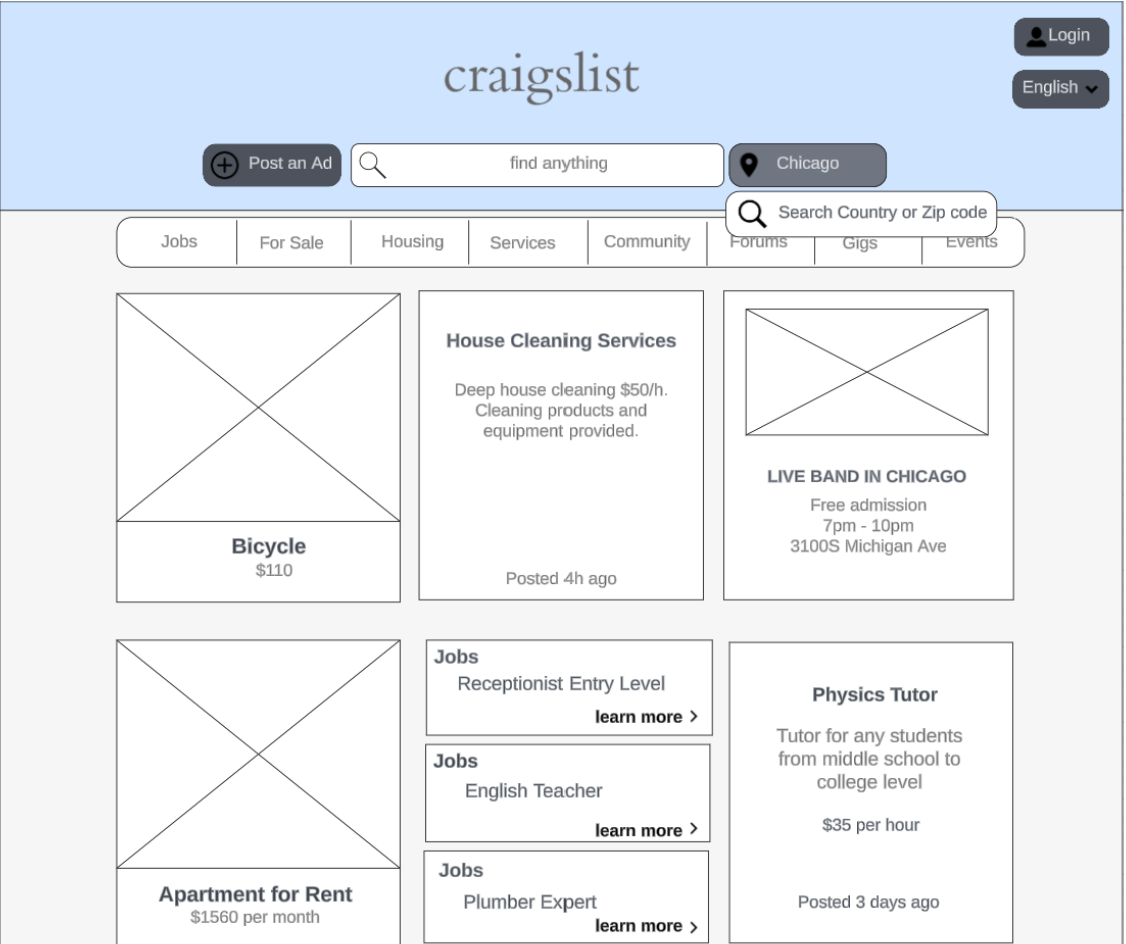 Login
craigslist
English
Post an Ad
find anything
Chicago
Search Country or Zip code
Jobs
For Sale
Housing
Services
Community
Forums
Gigs
Events
House Cleaning Services
Deep house cleaning $50/h.
Cleaning products and
equipment provided.
Posted 4h ago
LIVE BAND IN CHICAGO
Free admission
7pm - 10pm
3100S Michigan Ave
Bicycle
$110
Apartment for Rent
$1560 per month
Jobs
Receptionist Entry Level
learn more
Jobs
English Teacher
learn more
Jobs
Plumber Expert
learn more
Physics Tutor
Tutor for any students
from middle school to
college level
$35 per hour
Posted 3 days ago